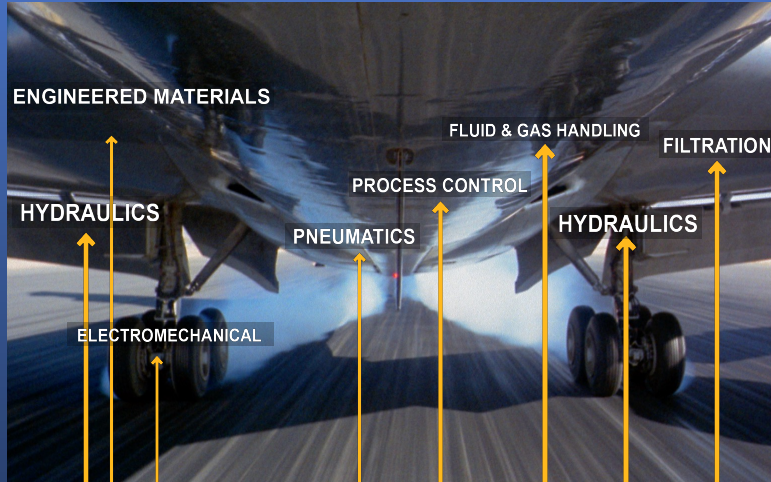 ENGINEERED MATERIALS
FLUID & GAS HANDLING
FILTRATION
PROCESS CONTROL
HYDRAULICS
HYDRAULICS
PNEUMATICS
ELECTROMECHANICAL